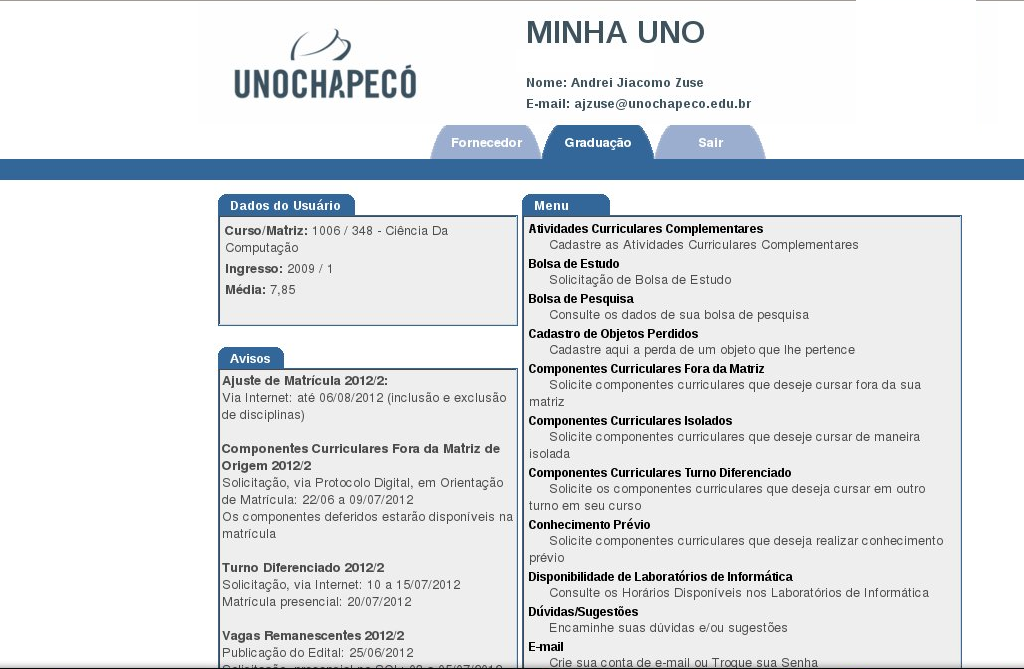 UNOCHAPECÓ
MINHA UNO
Nome: Andrei Jiacomo Zuse
E-mail: ajzuse@unochapeco.edu.br
Fornecedor
Graduação
Sair
Dados do Usuário
Curso/Matriz: 1006 / 348 - Ciência Da
Computação
Ingresso: 2009 / 1
Média: 7,85
Avisos
Ajuste de Matrícula 2012/2:
Via Internet: até 06/08/2012 (inclusão e exclusão
de disciplinas)
Componentes Curriculares Fora da Matriz de
Origem 2012/2
Solicitação, via Protocolo Digital, em Orientação
de Matrícula: 22/06 a 09/07/2012
Os componentes deferidos estarão disponíveis na
matrícula
Turno Diferenciado 2012/2
Solicitação, via Internet: 10 a 15/07/2012
Matrícula presencial: 20/07/2012
Vagas Remanescentes 2012/2
Publicação do Edital: 25/06/2012
Menu
Atividades Curriculares Complementares
Cadastre as Atividades Curriculares Complementares
Bolsa de Estudo
Solicitação de Bolsa de Estudo
Bolsa de Pesquisa
Consulte os dados de sua bolsa de pesquisa
Cadastro de Objetos Perdidos
Cadastre aqui a perda de um objeto que lhe pertence
Componentes Curriculares Fora da Matriz
Solicite componentes curriculares que deseje cursar fora da sua
matriz
Componentes Curriculares Isolados
Solicite componentes curriculares que deseje cursar de maneira
isolada
Componentes Curriculares Turno Diferenciado
Solicite os componentes curriculares que deseja cursar em outro
turno em seu curso
Conhecimento Prévio
Solicite componentes curriculares que deseja realizar conhecimento
prévio
Disponibilidade de Laboratórios de Informática
Consulte os Horários Disponíveis nos Laboratórios de Informática
Dúvidas/Sugestões
Encaminhe suas dúvidas e/ou sugestões
E-mail
Crie sua conta de e-mail ou Troque sua Senha